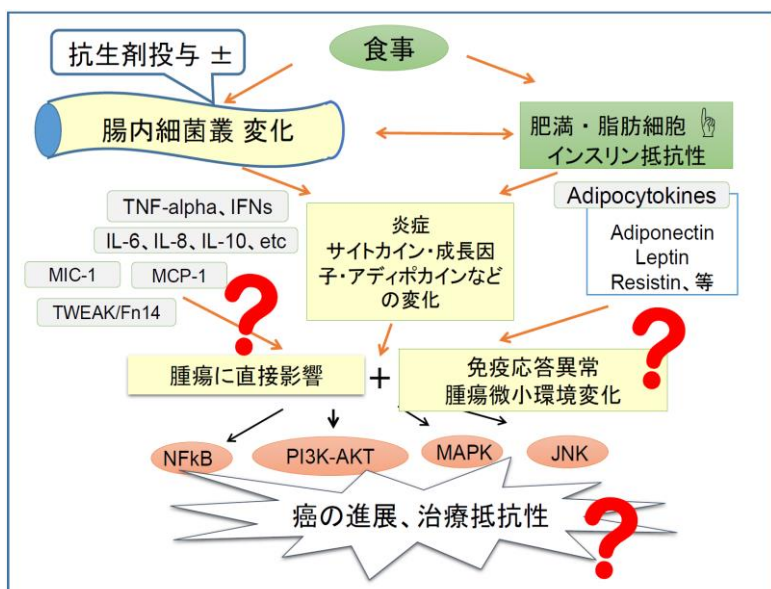 抗生剤投与 ±
食事
腸内細菌叢 変化
肥満・脂肪細胞
インスリン抵抗性
TNF-alpha、IFNs
IL-6、IL-8、IL-10、etc
MIC-1
MCP-1
TWEAK/Fn14
炎症
サイトカイン・成長因
子・アディポカインなど
の変化
Adipocytokines
Adiponectin
Leptin
Resistin、等
?
?
腫瘍に直接影響
+
免疫応答異常
腫瘍微小環境変化
NFkB
PI3K-AKT
MAPK
JNK
癌の進展、治療抵抗性
?